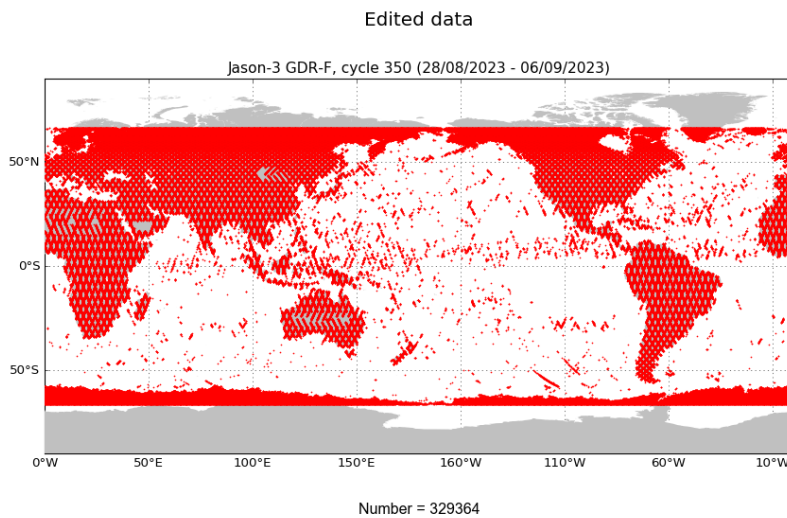 Edited data
Jason-3 GDR-F, cycle 350 (28/08/2023 - 06/09/2023)
50°N
0°S
50°S
0°W 50°E 100°E 150°E 160°W 110°W 60°W 10°W
Number = 329364